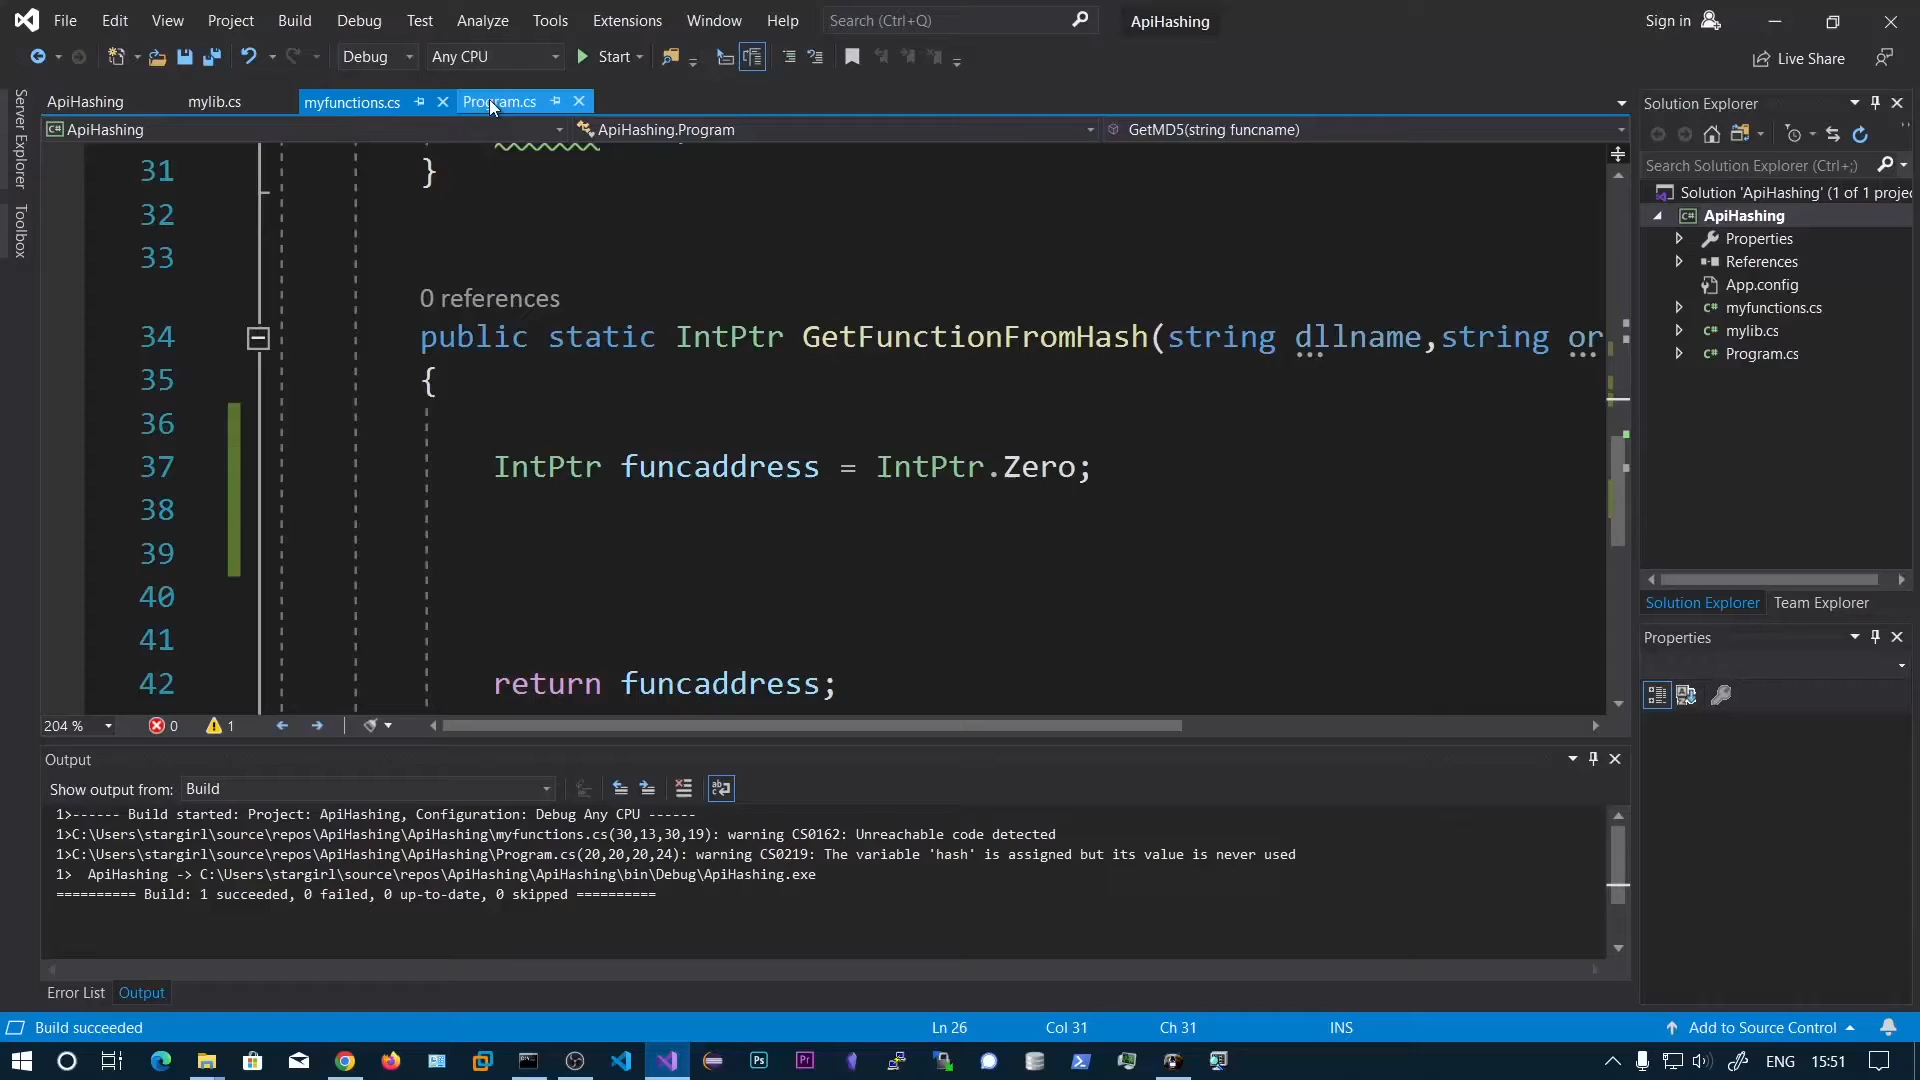 File Edit View Project Build Debug Test Analyze Tools Extensions Window Help Search (Ctrl+Q) ApiHashing Sign in
Debug Any CPU Start Live Share
Server Explorer
Toolbox
ApiHashing mylib.cs myfunctions.cs Program.cs
C# ApiHashing ApiHashing.Program GetMD5(string funcname)
31 }
32
33
0 references
34 public static IntPtr GetFunctionFromHash(string dllname,string or
35 {
36
37 IntPtr funcaddress = IntPtr.Zero;
38
39
40
41
42 return funcaddress;
204 % 0 1
Solution Explorer
Search Solution Explorer (Ctrl+;)
Solution 'ApiHashing' (1 of 1 projec
C# ApiHashing
Properties
References
App.config
C# myfunctions.cs
C# mylib.cs
C# Program.cs
Solution Explorer Team Explorer
Properties
Output
Show output from: Build
1>------ Build started: Project: ApiHashing, Configuration: Debug Any CPU ------
1>C:\Users\stargirl\source\repos\ApiHashing\ApiHashing\myfunctions.cs(30,13,30,19): warning CS0162: Unreachable code detected
1>C:\Users\stargirl\source\repos\ApiHashing\ApiHashing\Program.cs(20,20,20,24): warning CS0219: The variable 'hash' is assigned but its value is never used
1>  ApiHashing -> C:\Users\stargirl\source\repos\ApiHashing\ApiHashing\bin\Debug\ApiHashing.exe
========== Build: 1 succeeded, 0 failed, 0 up-to-date, 0 skipped ==========
Error List Output
Build succeeded Ln 26 Col 31 Ch 31 INS Add to Source Control
Ps Pr ENG 15:51